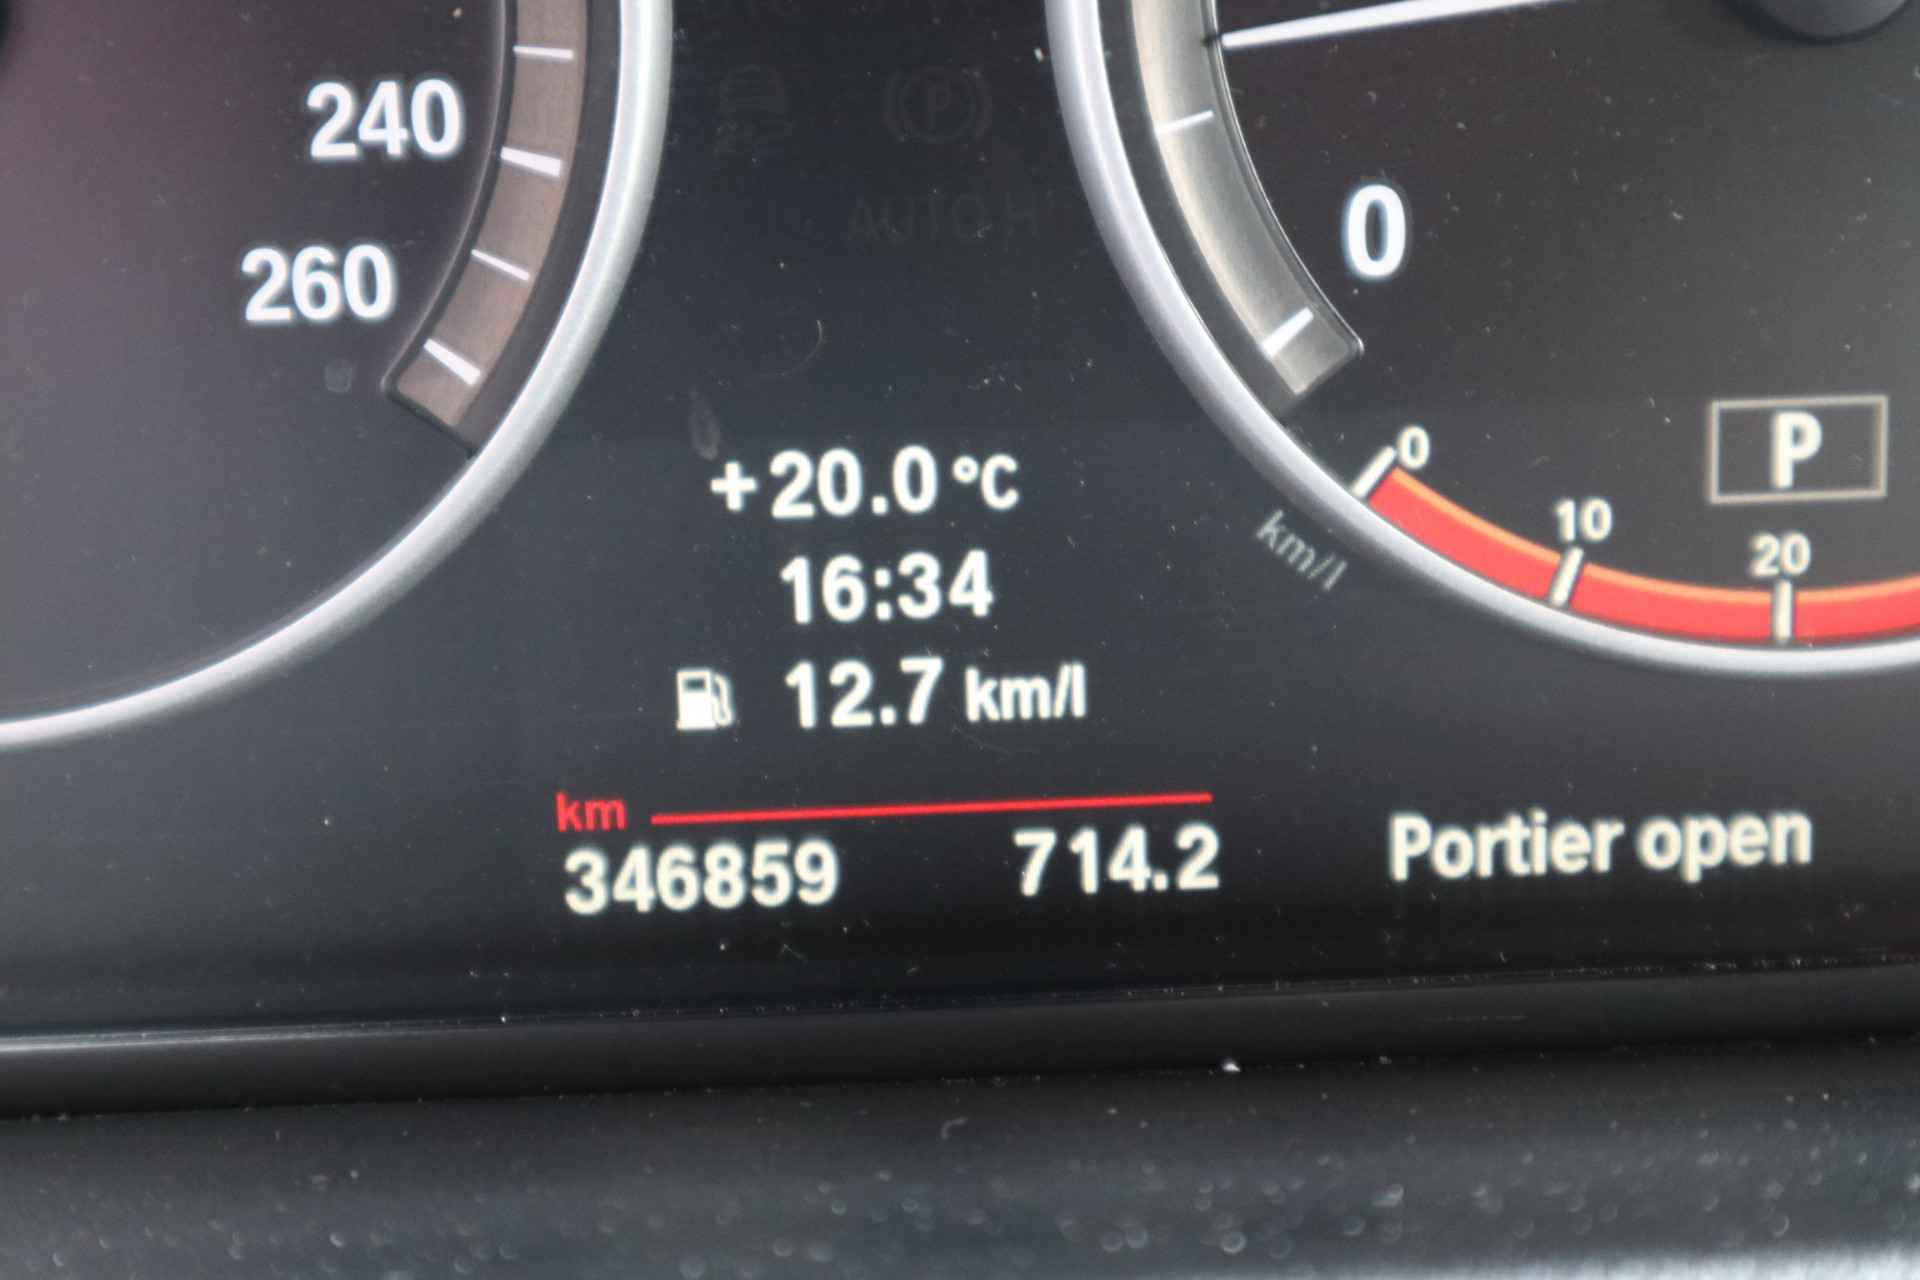 240
260
AUTO H
0
P
0
10
20
km/l
+20.0 °C
16:34
12.7 km/l
km
346859 714.2
Portier open